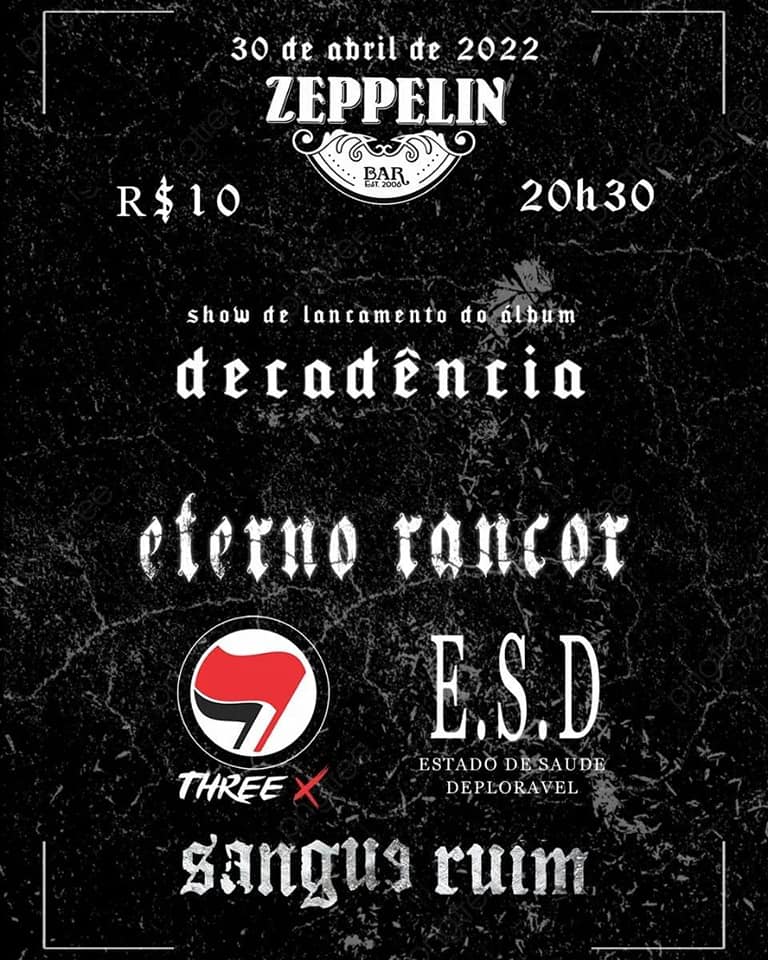 30 de abril de 2022
ZEPPELIN
BAR
EST. 2006
R$10
20h30
show de lancamento do álbum
decadência
eterno rancor
THREE X
E.S.D
ESTADO DE SAUDE
DEPLORAVEL
sangue ruim